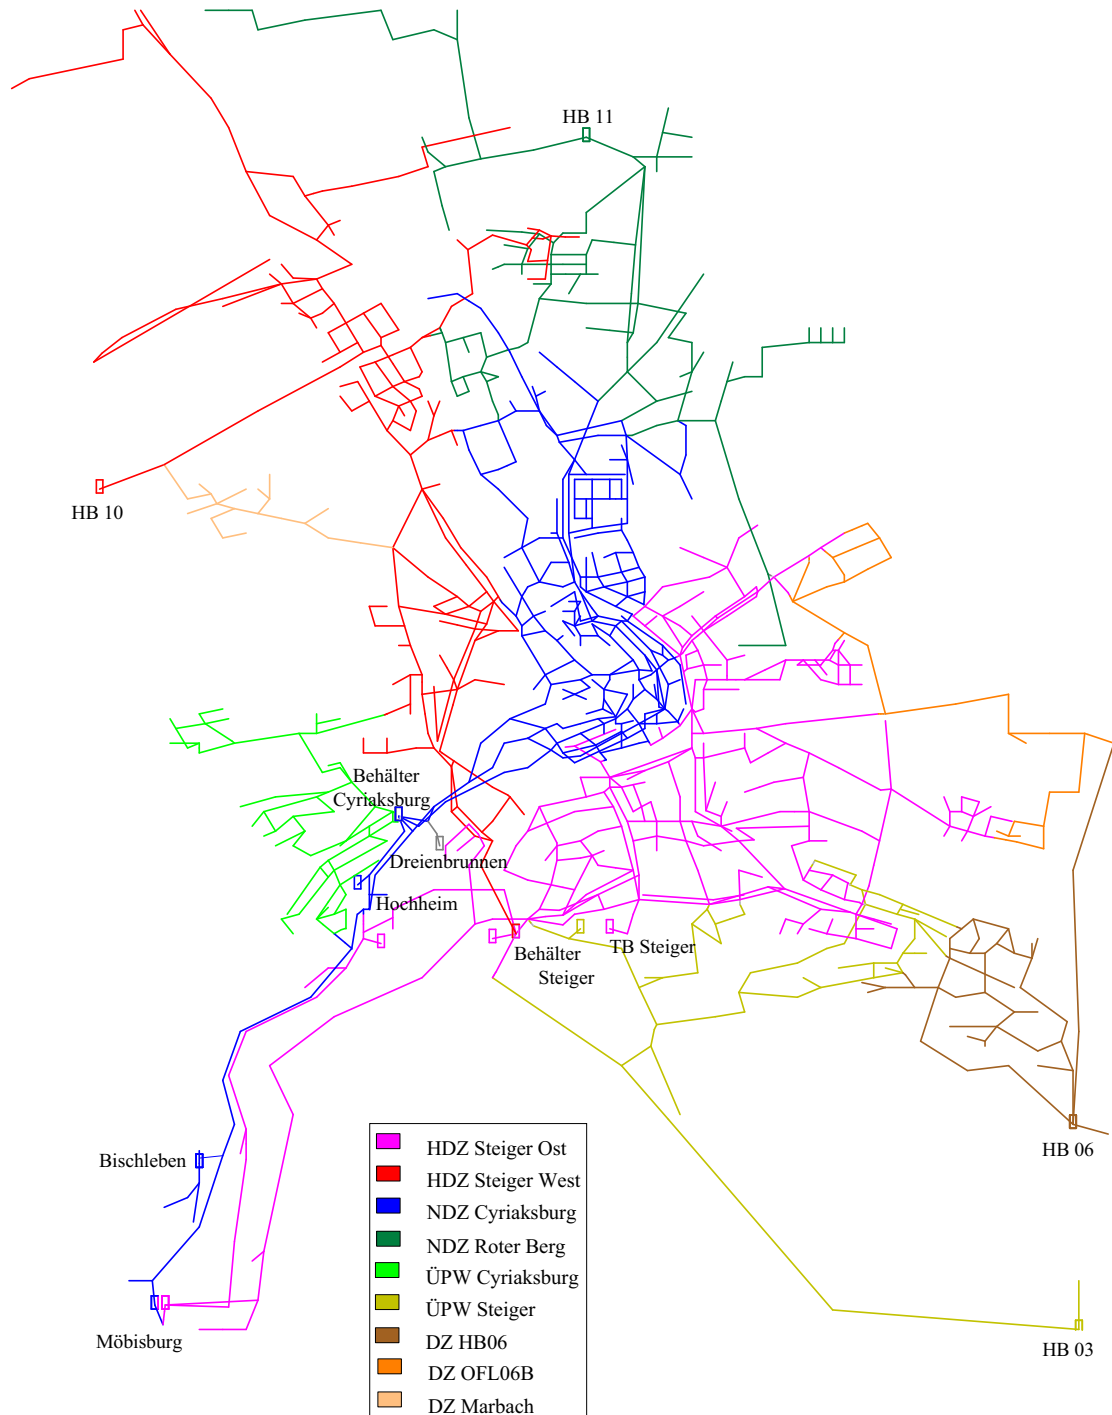 HB 11
HB 10
Behälter
Cyriaksburg
Dreienbrunnen
Hochheim
TB Steiger
Behälter
Steiger
HB 06
Bischleben
Möbisburg
HB 03
HDZ Steiger Ost
HDZ Steiger West
NDZ Cyriaksburg
NDZ Roter Berg
ÜPW Cyriaksburg
ÜPW Steiger
DZ HB06
DZ OFL06B
DZ Marbach